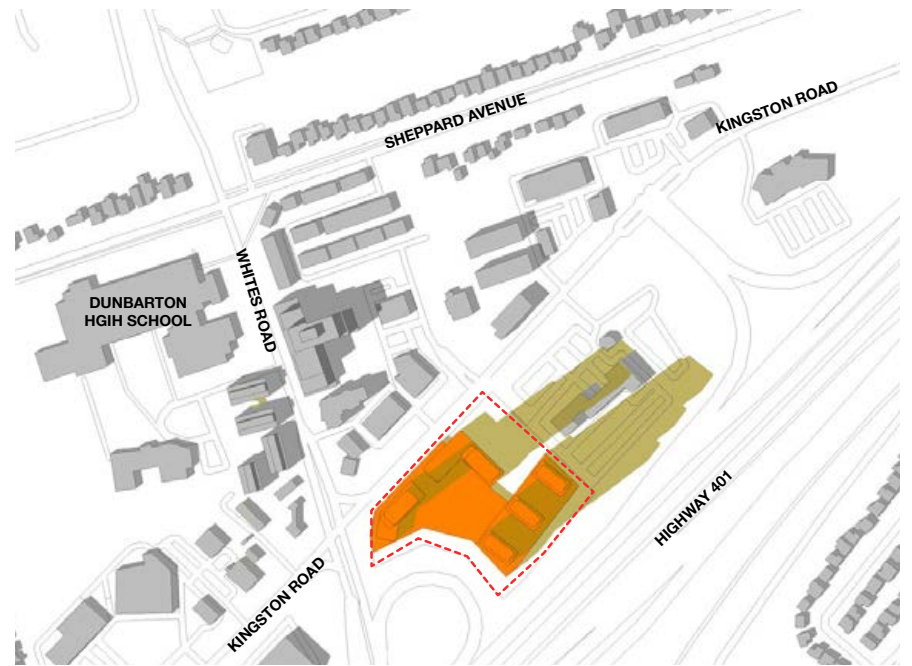 SHEPPARD AVENUE
KINGSTON ROAD
WHITES ROAD
DUNBARTON
HGIH SCHOOL
HIGHWAY 401
KINGSTON ROAD